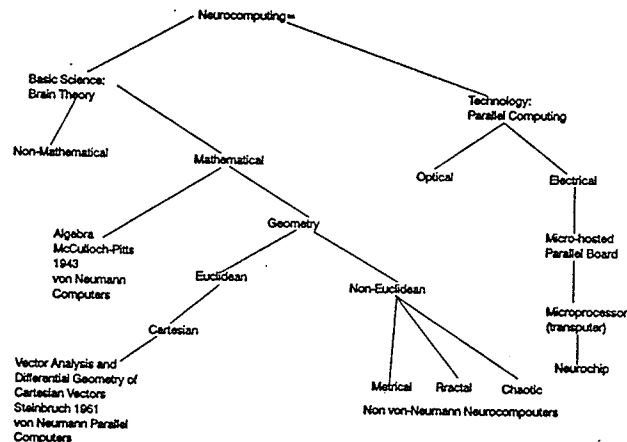 Neurocomputing=
Basic Science:
Brain Theory
Technology:
Parallel Computing
Non-Mathematical
Mathematical
Optical
Electrical
Algebra
McCulloch-Pitts
1943
von Neumann
Computers
Geometry
Micro-hosted
Parallel Board
Euclidean
Non-Euclidean
Cartesian
Microprocessor
(transputer)
Vector Analysis and
Differential Geometry of
Cartesian Vectors
Steinbruch 1961
von Neumann Parallel
Computers
Neurochip
Metrical
Rractal
Chaotic
Non von-Neumann Neurocompouters